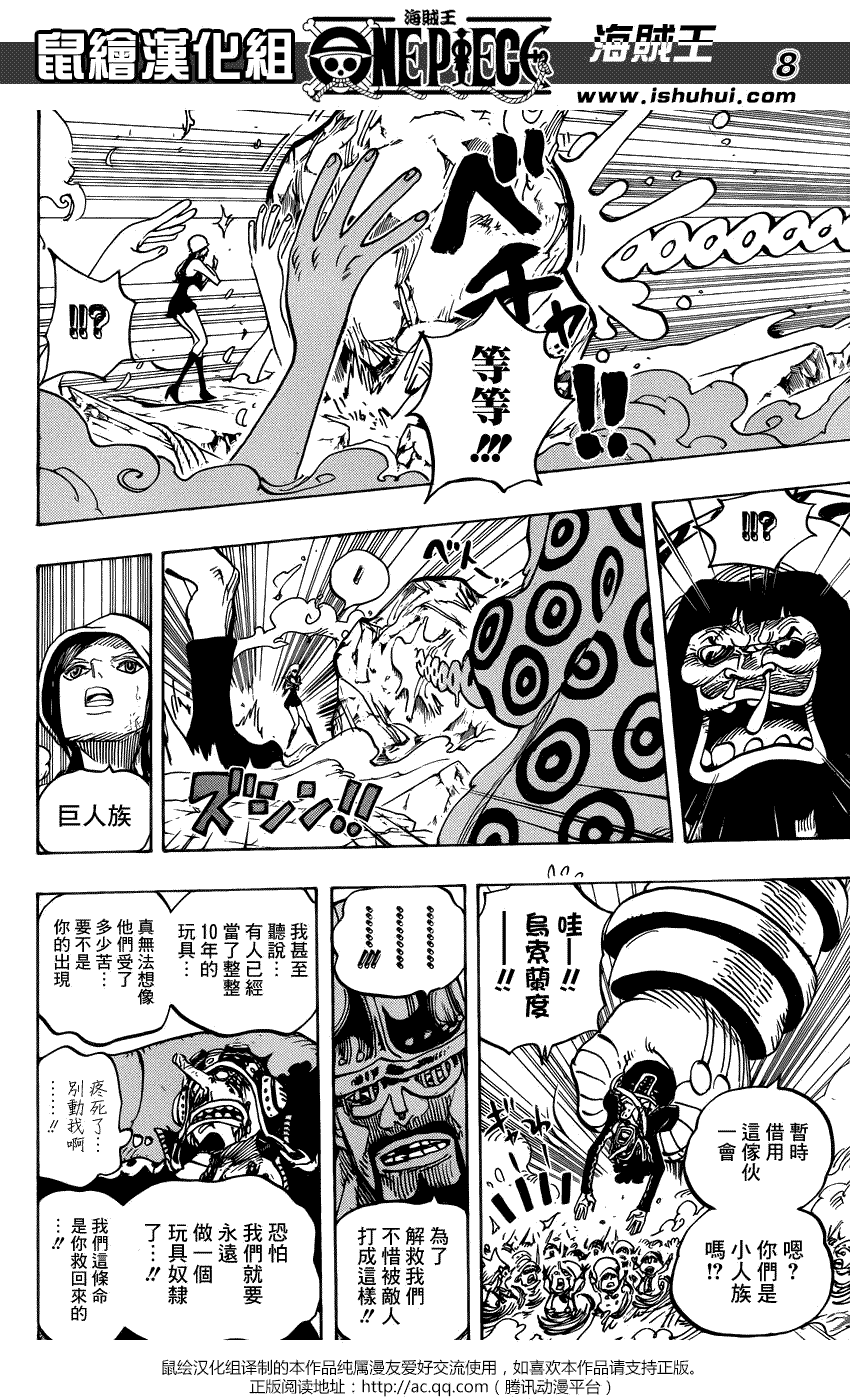 鼠繪漢化組
海賊王
ONE PIECE
海賊王
8
www.ishuhui.com
ベチャ!!
!!?
等等!!!
!!?
ベトー…
ズシン!!
巨人族
哇——!!
烏索蘭度——!!
暫時
借用
這傢伙
一會
嗯?
你們是
小人族
嗎!?
………………!!!
為了
解救我們
不惜被敵人
打成這樣!!
我甚至
聽說…
有人已經
當了整整
10年的
玩具…
真無法想像
他們受了
多少苦…
要不是
你的出現
疼死了…
別動我啊
……!!
恐怕
我們就要
永遠
做一個
玩具奴隸
了…!!
我們這條命
是你救回來的
…!!
鼠绘汉化组译制的本作品纯属漫友爱好交流使用，如喜欢本作品请支持正版。
正版阅读地址：http://ac.qq.com（腾讯动漫平台）